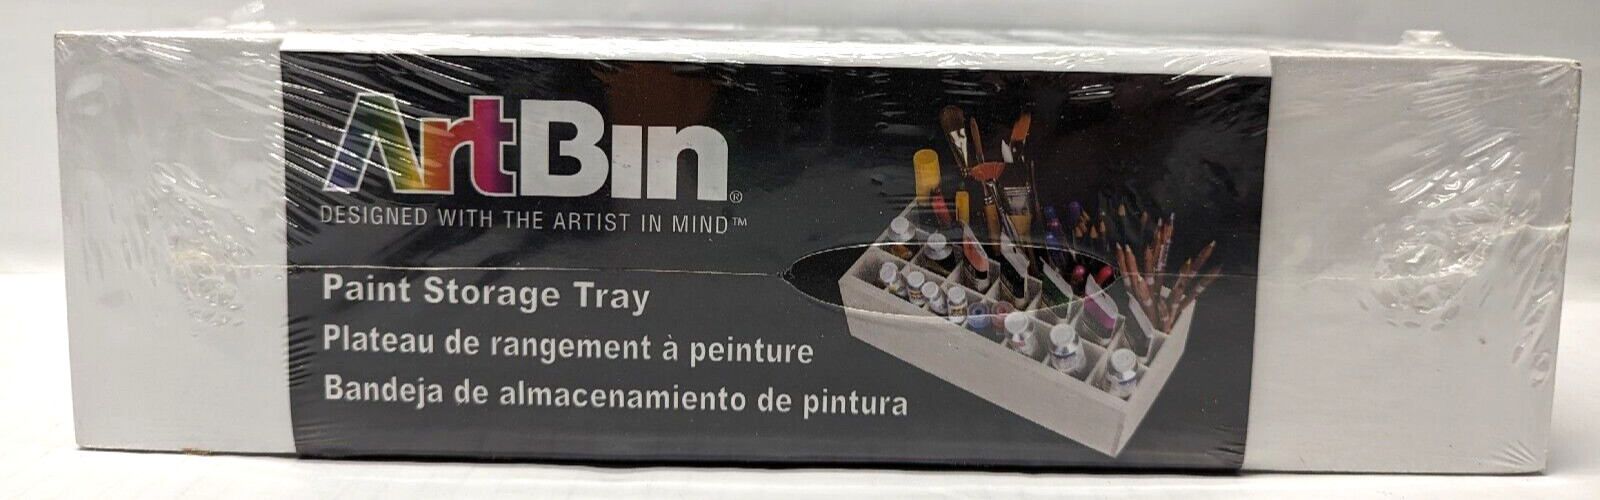 ArtBin®
DESIGNED WITH THE ARTIST IN MIND™
Paint Storage Tray
Plateau de rangement à peinture
Bandeja de almacenamiento de pintura